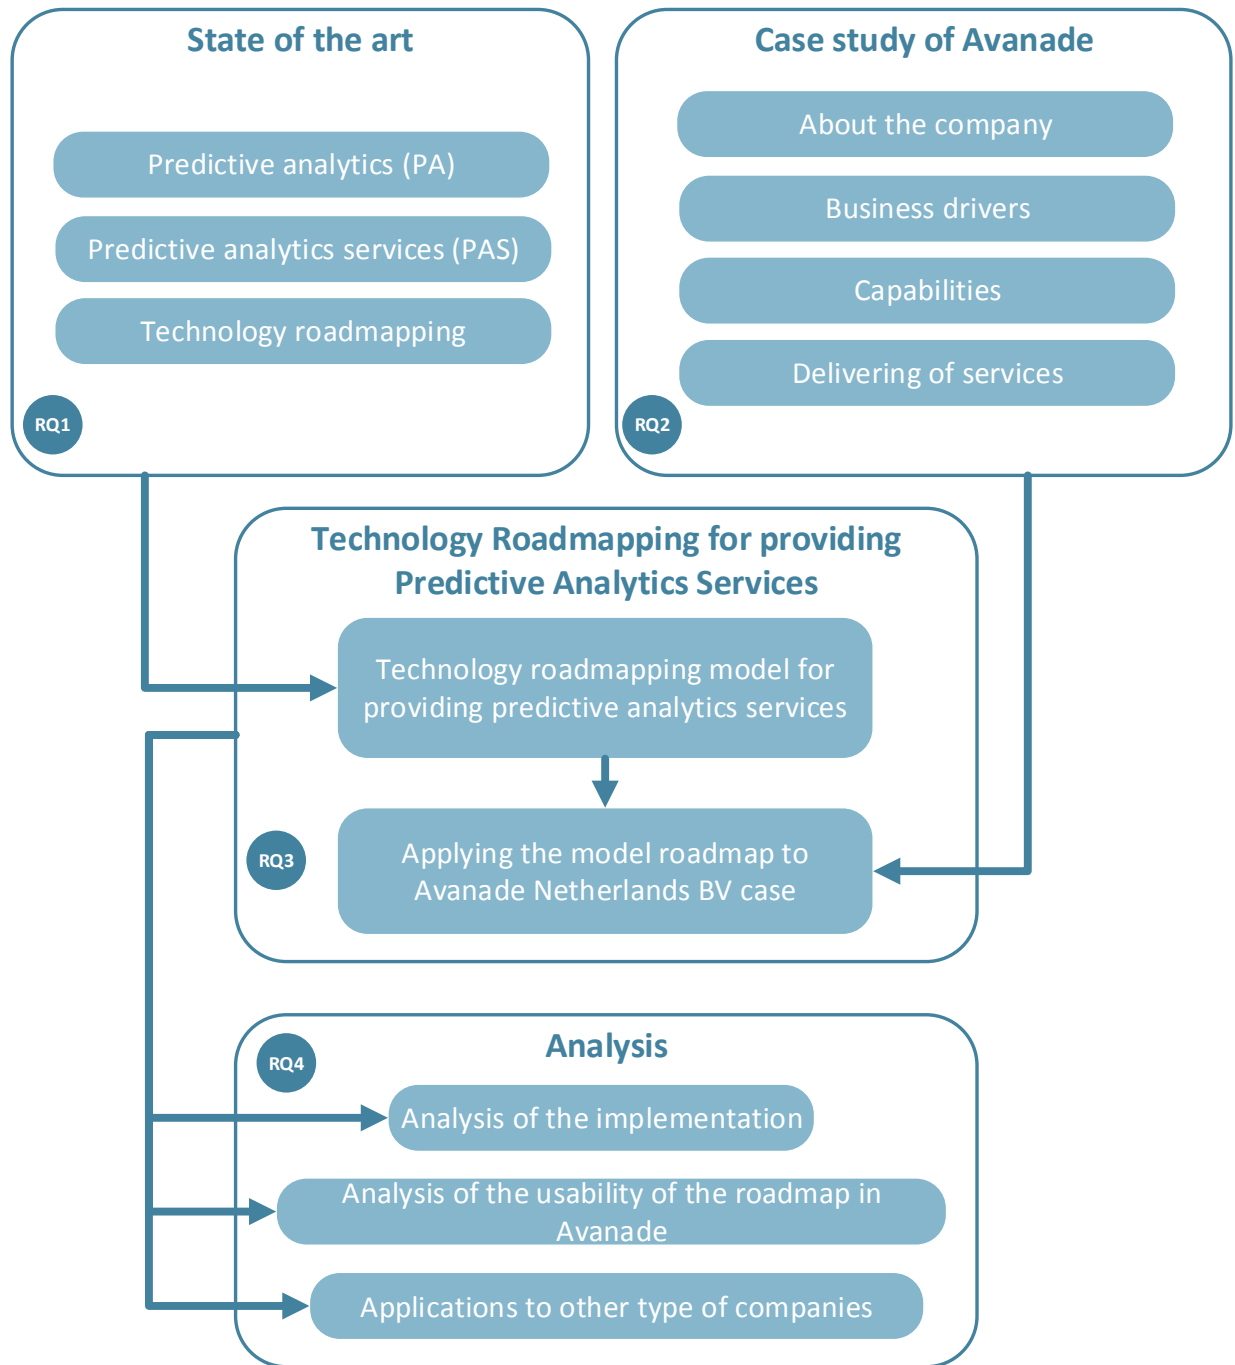 State of the art
Predictive analytics (PA)
Predictive analytics services (PAS)
Technology roadmapping
RQ1
Case study of Avanade
About the company
Business drivers
Capabilities
Delivering of services
RQ2
Technology Roadmapping for providing
Predictive Analytics Services
Technology roadmapping model for
providing predictive analytics services
RQ3
Applying the model roadmap to
Avanade Netherlands BV case
Analysis
RQ4
Analysis of the implementation
Analysis of the usability of the roadmap in
Avanade
Applications to other type of companies